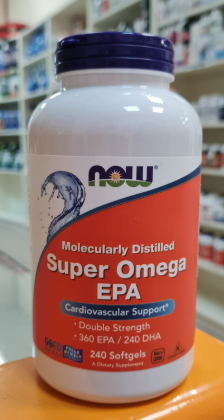 NOW
Molecularly Distilled
Super Omega
EPA
Cardiovascular Support*
• Double Strength
• 360 EPA / 240 DHA
240 Softgels
A Dietary Supplement